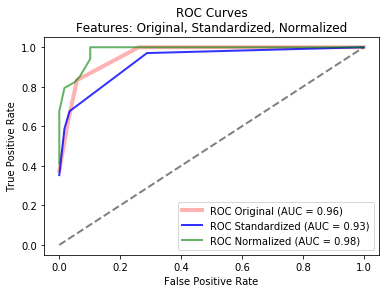 ROC Curves
Features: Original, Standardized, Normalized
True Positive Rate
1.0
0.8
0.6
0.4
0.2
0.0
ROC Original (AUC = 0.96)
ROC Standardized (AUC = 0.93)
ROC Normalized (AUC = 0.98)
0.0 0.2 0.4 0.6 0.8 1.0
False Positive Rate